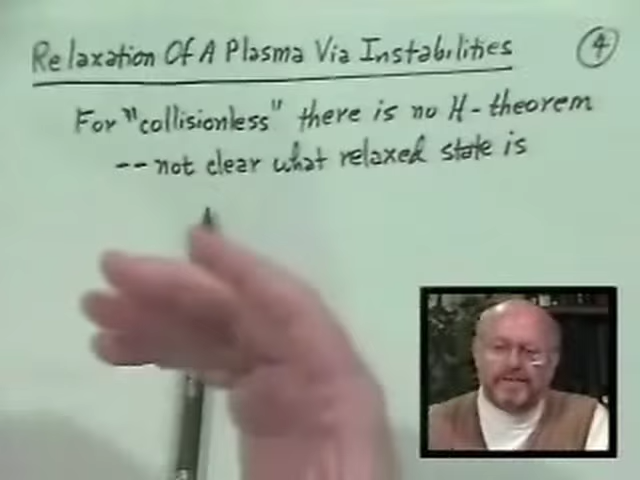 Relaxation Of A Plasma Via Instabilities
4
For "collisionless" there is no H-theorem
-- not clear what relaxed state is